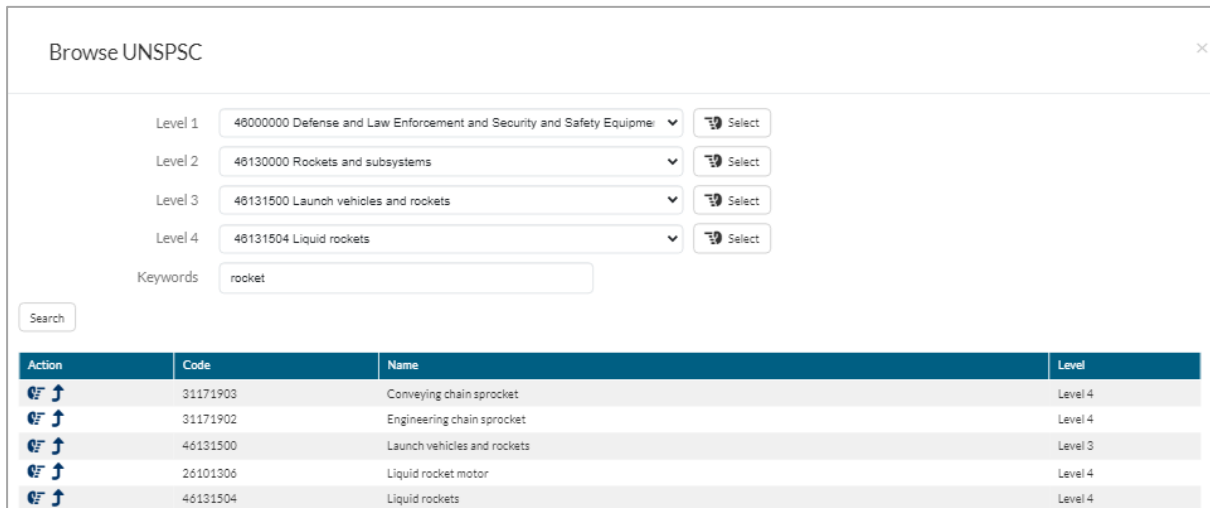 Browse UNSPSC ×
Level 1 46000000 Defense and Law Enforcement and Security and Safety Equipme Select
Level 2 46130000 Rockets and subsystems Select
Level 3 46131500 Launch vehicles and rockets Select
Level 4 46131504 Liquid rockets Select
Keywords rocket
Search
Action Code Name Level
31171903 Conveying chain sprocket Level 4
31171902 Engineering chain sprocket Level 4
46131500 Launch vehicles and rockets Level 3
26101306 Liquid rocket motor Level 4
46131504 Liquid rockets Level 4